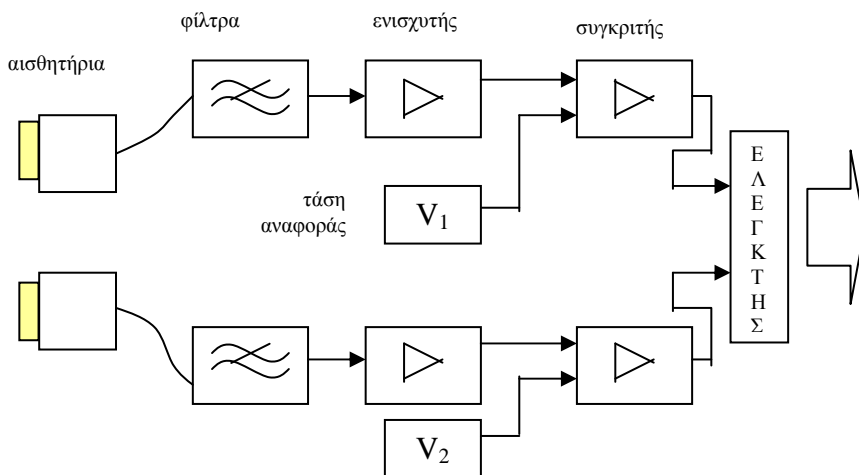 φίλτρα
ενισχυτής
συγκριτής
αισθητήρια
τάση
αναφοράς
V₁
Ε
Λ
Ε
Γ
Κ
Τ
Η
Σ
V₂